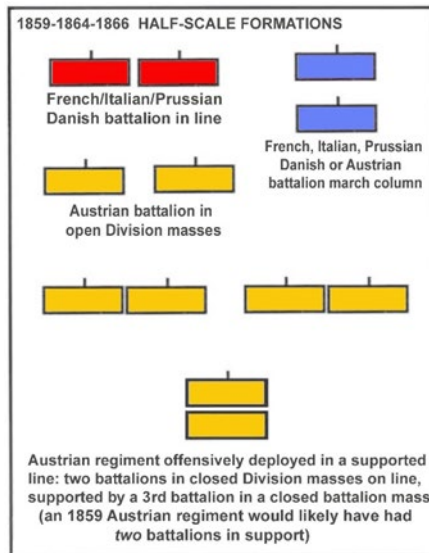 1859-1864-1866 HALF-SCALE FORMATIONS
French/Italian/Prussian
Danish battalion in line
French, Italian, Prussian
Danish or Austrian
battalion march column
Austrian battalion in
open Division masses
Austrian regiment offensively deployed in a supported
line: two battalions in closed Division masses on line,
supported by a 3rd battalion in a closed battalion mass
(an 1859 Austrian regiment would likely have had
two battalions in support)